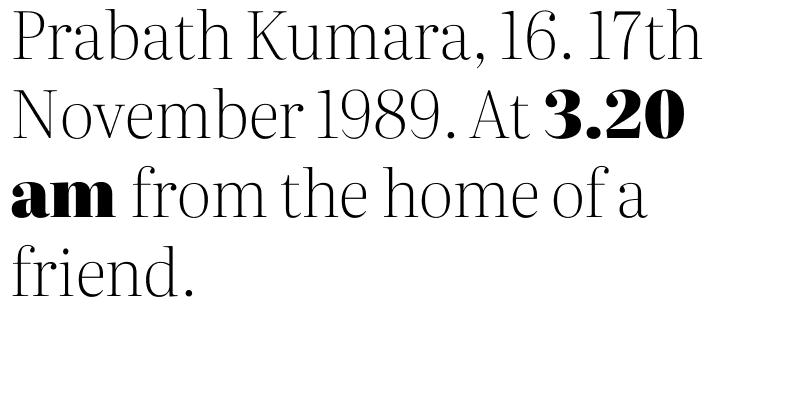 Prabath Kumara, 16. 17th
November 1989. At 3.20
am from the home of a
friend.